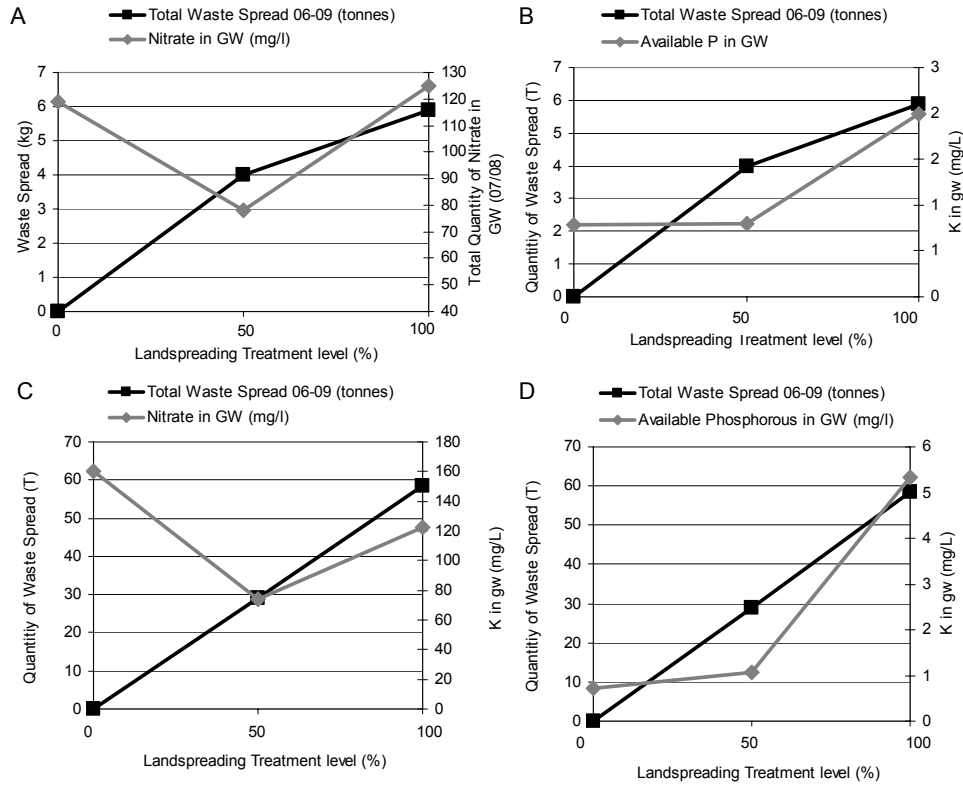 A
Total Waste Spread 06-09 (tonnes)
Nitrate in GW (mg/l)
7
6
5
4
3
2
1
0
Waste Spread (kg)
130
120
110
100
90
80
70
60
50
40
Total Quantity of Nitrate in
GW (07/08)
0 50 100
Landspreading Treatment level (%)
B
Total Waste Spread 06-09 (tonnes)
Available P in GW
7
6
5
4
3
2
1
0
Quantitiy of Waste Spread (T)
3
2
2
1
1
0
K in gw (mg/L)
0 50 100
Landspreading Treatment level (%)
C
Total Waste Spread 06-09 (tonnes)
Nitrate in GW (mg/l)
70
60
50
40
30
20
10
0
Quantitiy of Waste Spread (T)
180
160
140
120
100
80
60
40
20
0
K in gw (mg/L)
0 50 100
Landspreading Treatment level (%)
D
Total Waste Spread 06-09 (tonnes)
Available Phosphorous in GW (mg/l)
70
60
50
40
30
20
10
0
Quantitiy of Waste Spread (T)
6
5
4
3
2
1
0
K in gw (mg/L)
0 50 100
Landspreading Treatment level (%)